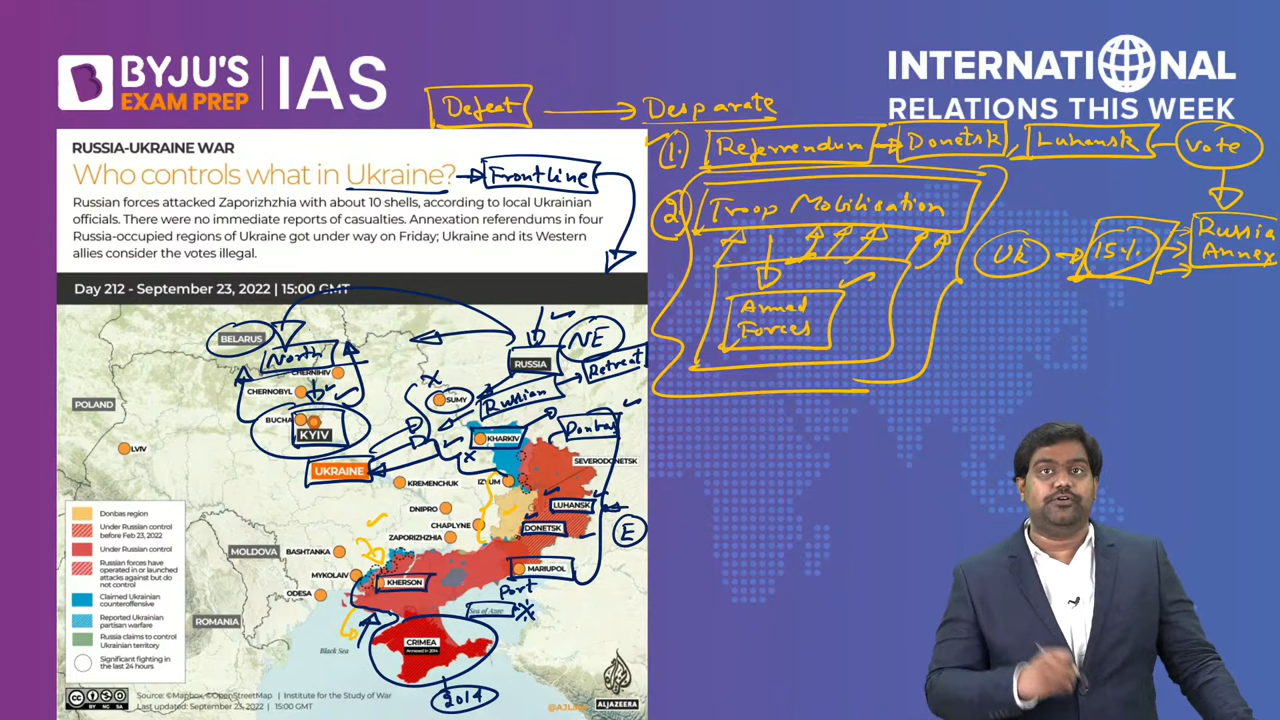 BYJU'S
EXAM PREP
IAS
INTERNATIONAL
RELATIONS THIS WEEK
Defeat
Desparate
RUSSIA-UKRAINE WAR
Who controls what in Ukraine?
Frontline
Russian forces attacked Zaporizhzhia with about 10 shells, according to local Ukrainian
officials. There were no immediate reports of casualties. Annexation referendums in four
Russia-occupied regions of Ukraine got under way on Friday; Ukraine and its Western
allies consider the votes illegal.
Day 212 - September 23, 2022 | 15:00 GMT
1. Referrendum Donetsk, Luhansk Vote
2. Troop Mobilisation
UK 15% Russia
Annex
Armed
Forces
BELARUS
North
NE
RUSSIA
Retreat
CHERNIHIV
CHERNOBYL
POLAND
SUMY
Russian
BUCHA
KYIV
KHARKIV
Donbas
LVIV
UKRAINE
SEVERODONETSK
KREMENCHUK
IZYUM
DNIPRO
LUHANSK
CHAPLYNE
DONETSK
E
ZAPORIZHZHIA
MOLDOVA
BASHTANKA
MARIUPOL
MYKOLAIV
KHERSON
Port
ODESA
Sea of Azov
ROMANIA
CRIMEA
Annexed in 2014
Black Sea
2014
Donbas region
Under Russian control
before Feb 23, 2022
Under Russian control
Russian forces have
operated in or launched
attacks against but do
not control
Claimed Ukrainian
counteroffensive
Reported Ukrainian
partisan warfare
Russia claims to control
Ukrainian territory
Significant fighting in
the last 24 hours
CC BY NC SA
Source: ©Mapbox, ©OpenStreetMap | Institute for the Study of War
Last updated: September 23, 2022 | 15:00 GMT
ALJAZEERA